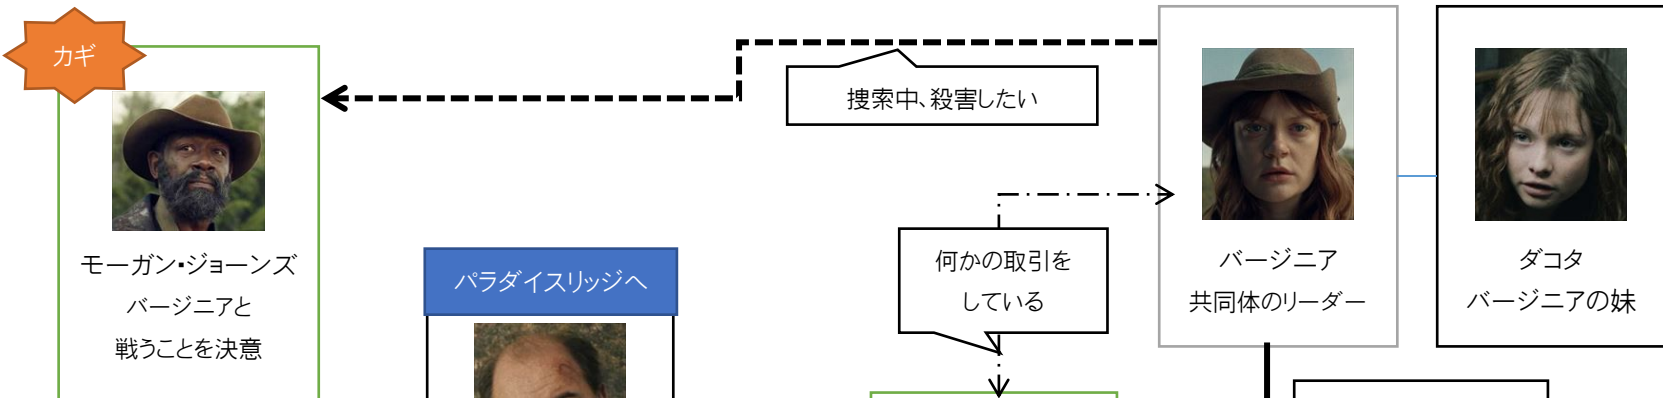 カギ
捜索中、殺害したい
モーガン・ジョーンズ
バージニアと
戦うことを決意
パラダイスリッジへ
何かの取引を
している
バージニア
共同体のリーダー
ダコタ
バージニアの妹